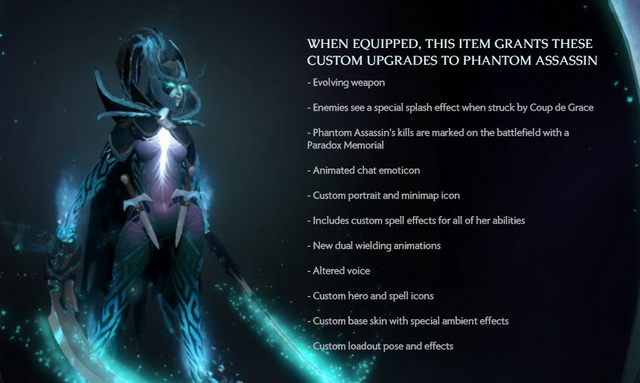 WHEN EQUIPPED, THIS ITEM GRANTS THESE
CUSTOM UPGRADES TO PHANTOM ASSASSIN
- Evolving weapon
- Enemies see a special splash effect when struck by Coup de Grace
- Phantom Assassin's kills are marked on the battlefield with a
Paradox Memorial
- Animated chat emoticon
- Custom portrait and minimap icon
- Includes custom spell effects for all of her abilities
- New dual wielding animations
- Altered voice
- Custom hero and spell icons
- Custom base skin with special ambient effects
- Custom loadout pose and effects